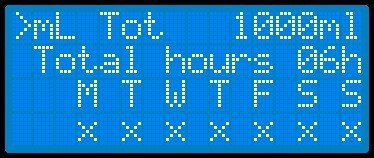 >mL Tot 1000ml
Total hours 06h
M T W T F S S
x x x x x x x